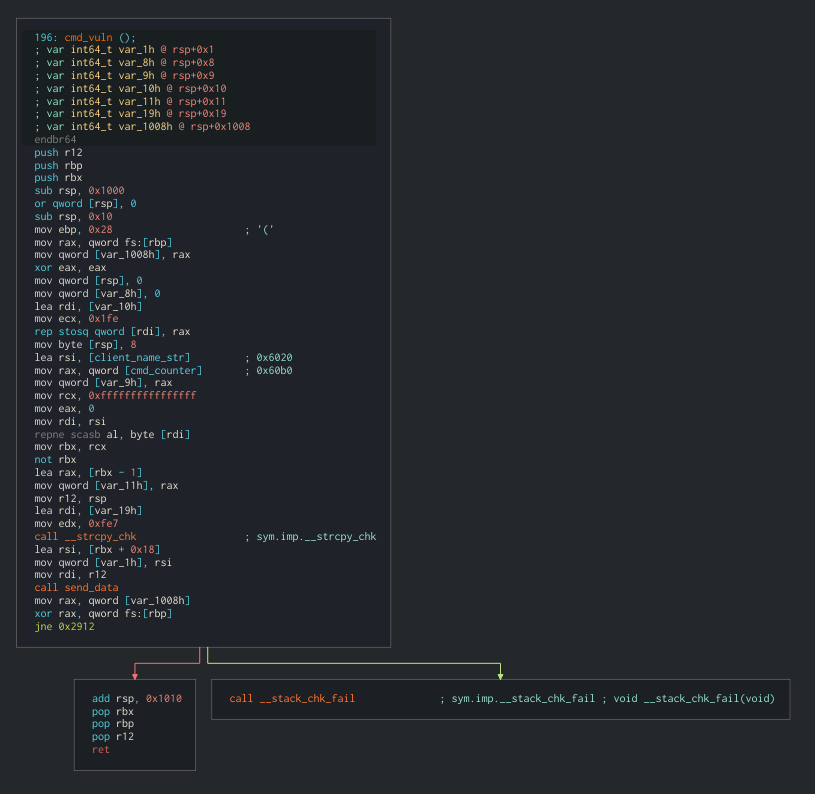 196: cmd_vuln ();
; var int64_t var_1h @ rsp+0x1
; var int64_t var_8h @ rsp+0x8
; var int64_t var_9h @ rsp+0x9
; var int64_t var_10h @ rsp+0x10
; var int64_t var_11h @ rsp+0x11
; var int64_t var_19h @ rsp+0x19
; var int64_t var_1008h @ rsp+0x1008
endbr64
push r12
push rbp
push rbx
sub rsp, 0x1000
or qword [rsp], 0
sub rsp, 0x10
mov ebp, 0x28 ; '('
mov rax, qword fs:[rbp]
mov qword [var_1008h], rax
xor eax, eax
mov qword [rsp], 0
mov qword [var_8h], 0
lea rdi, [var_10h]
mov ecx, 0x1fe
rep stosq qword [rdi], rax
mov byte [rsp], 8
lea rsi, [client_name_str] ; 0x6020
mov rax, qword [cmd_counter] ; 0x60b0
mov qword [var_9h], rax
mov rcx, 0xffffffffffffffff
mov eax, 0
mov rdi, rsi
repne scasb al, byte [rdi]
mov rbx, rcx
not rbx
lea rax, [rbx - 1]
mov qword [var_11h], rax
mov r12, rsp
lea rdi, [var_19h]
mov edx, 0xfe7
call __strcpy_chk ; sym.imp.__strcpy_chk
lea rsi, [rbx + 0x18]
mov qword [var_1h], rsi
mov rdi, r12
call send_data
mov rax, qword [var_1008h]
xor rax, qword fs:[rbp]
jne 0x2912
add rsp, 0x1010
pop rbx
pop rbp
pop r12
ret
call __stack_chk_fail ; sym.imp.__stack_chk_fail ; void __stack_chk_fail(void)